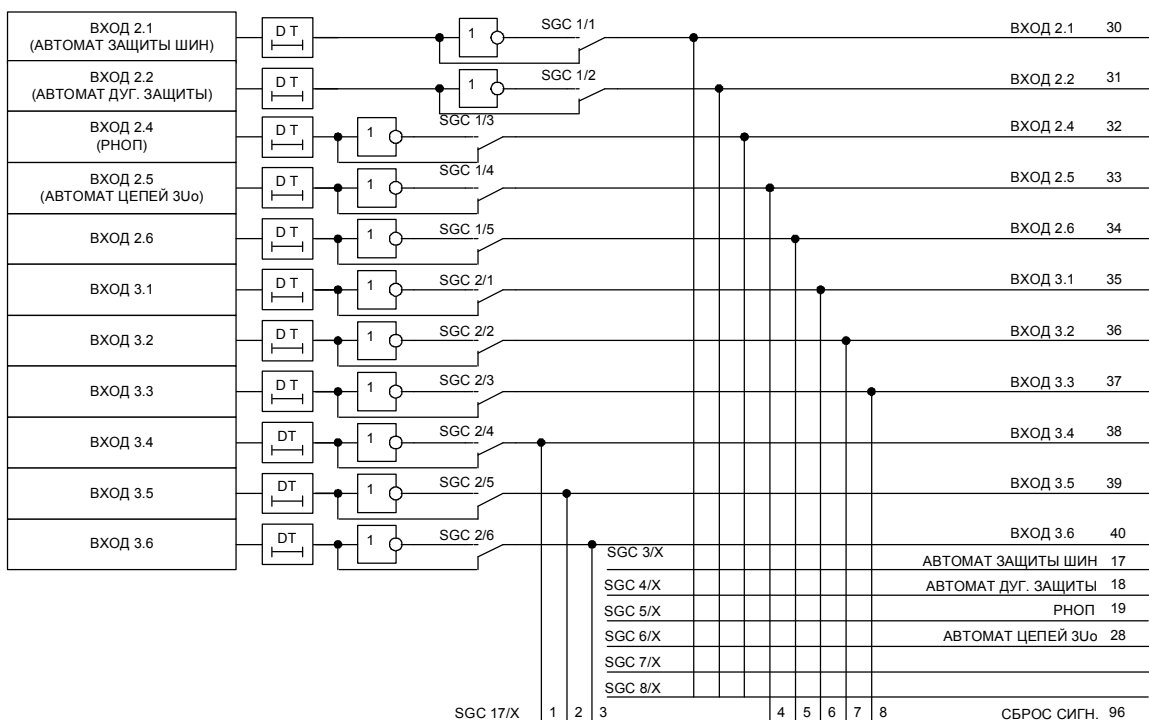 ВХОД 2.1
(АВТОМАТ ЗАЩИТЫ ШИН)
D T
1
SGC 1/1
ВХОД 2.1 30
ВХОД 2.2
(АВТОМАТ ДУГ. ЗАЩИТЫ)
D T
1
SGC 1/2
ВХОД 2.2 31
ВХОД 2.4
(РНОП)
D T
1
SGC 1/3
ВХОД 2.4 32
ВХОД 2.5
(АВТОМАТ ЦЕПЕЙ 3Uo)
D T
1
SGC 1/4
ВХОД 2.5 33
ВХОД 2.6
D T
1
SGC 1/5
ВХОД 2.6 34
ВХОД 3.1
D T
1
SGC 2/1
ВХОД 3.1 35
ВХОД 3.2
D T
1
SGC 2/2
ВХОД 3.2 36
ВХОД 3.3
D T
1
SGC 2/3
ВХОД 3.3 37
ВХОД 3.4
DT
1
SGC 2/4
ВХОД 3.4 38
ВХОД 3.5
DT
1
SGC 2/5
ВХОД 3.5 39
ВХОД 3.6
DT
1
SGC 2/6
ВХОД 3.6 40
SGC 3/X
АВТОМАТ ЗАЩИТЫ ШИН 17
SGC 4/X
АВТОМАТ ДУГ. ЗАЩИТЫ 18
SGC 5/X
РНОП 19
SGC 6/X
АВТОМАТ ЦЕПЕЙ 3Uo 28
SGC 7/X
SGC 8/X
SGC 17/X 1 2 3 4 5 6 7 8 СБРОС СИГН. 96